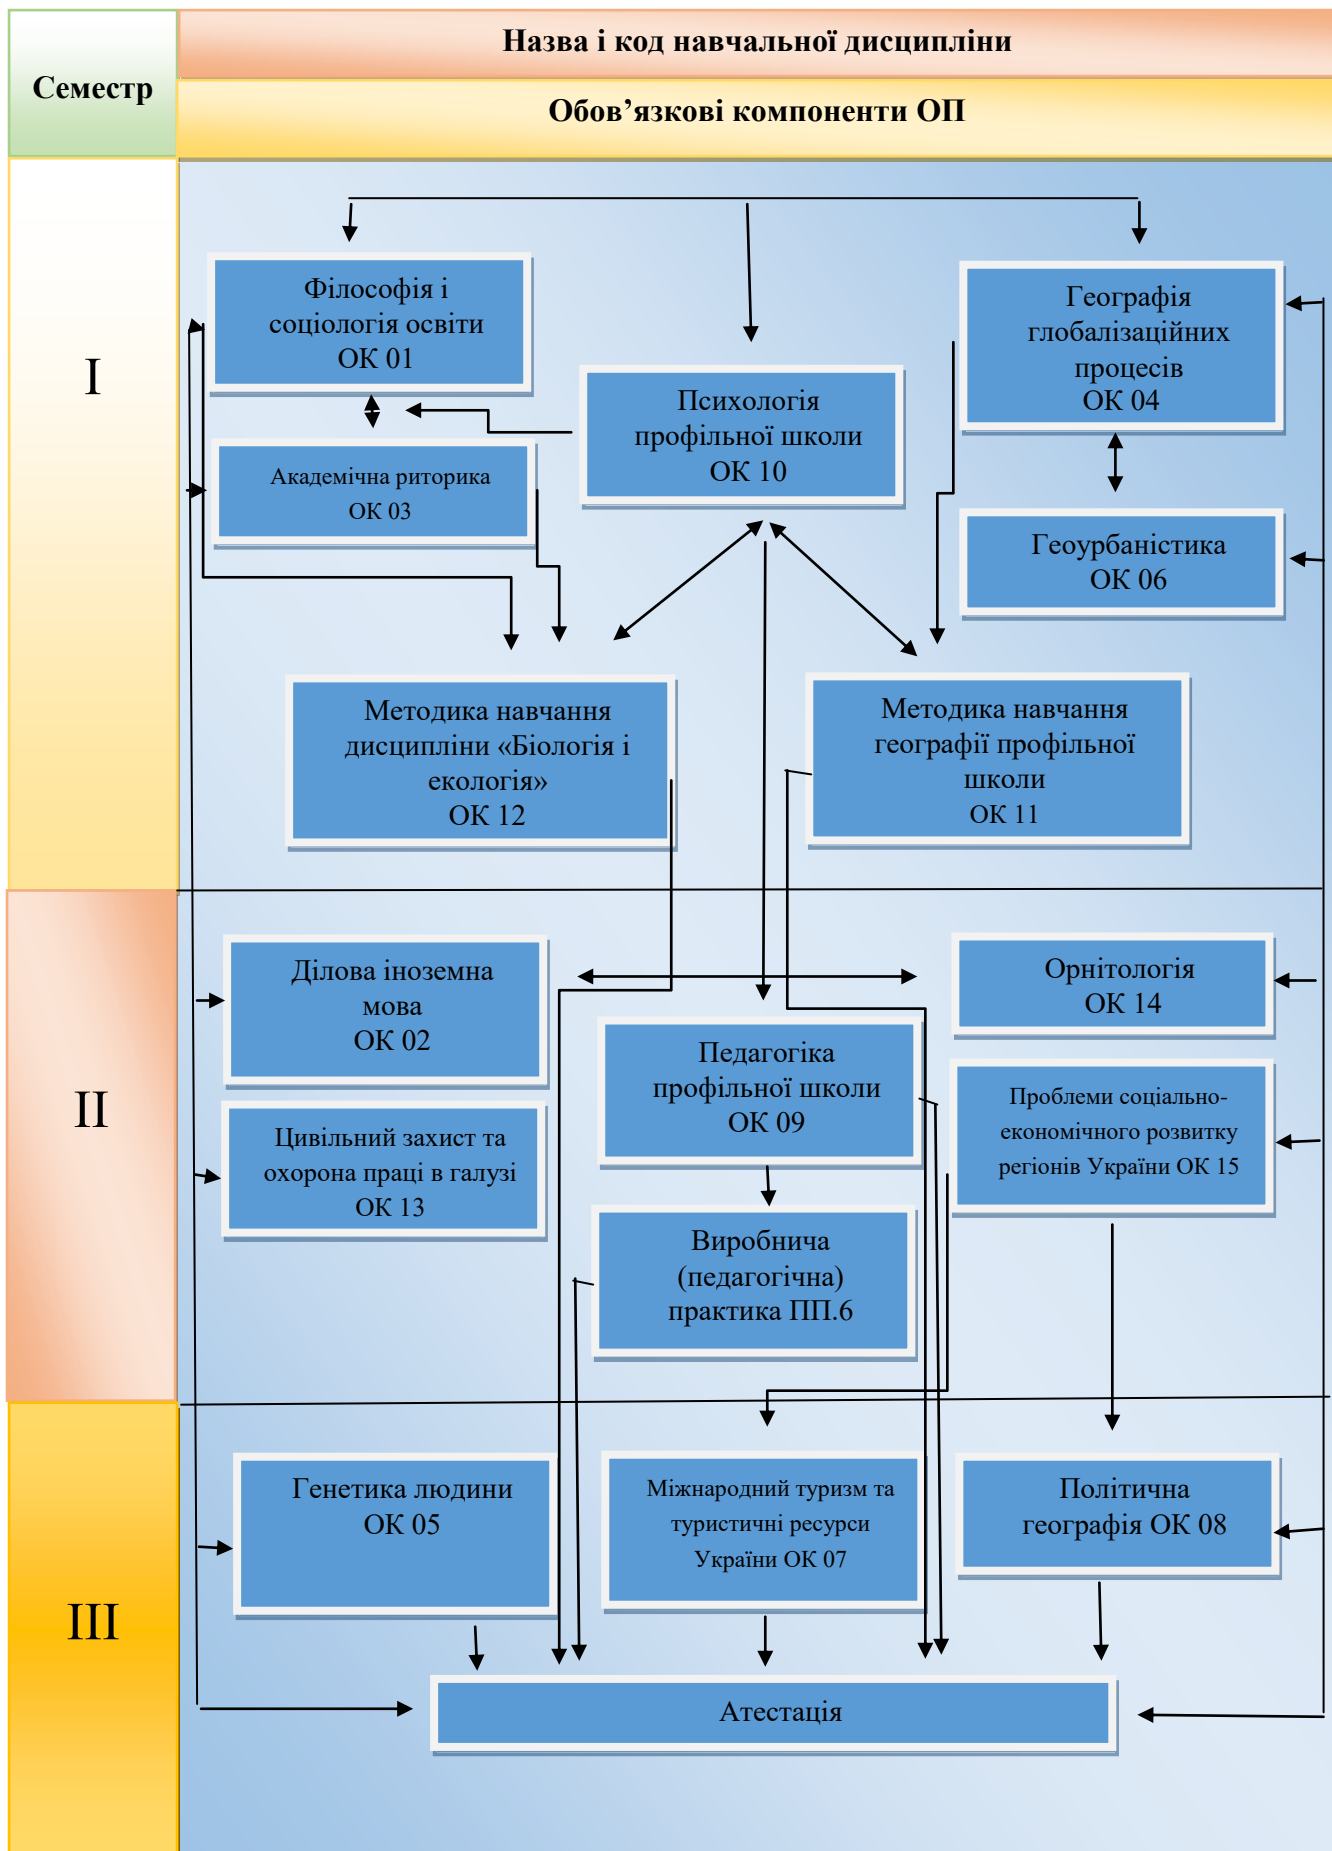 Назва і код навчальної дисципліни
Семестр
Обов’язкові компоненти ОП
I
Філософія і
соціологія освіти
ОК 01
Географія
глобалізаційних
процесів
ОК 04
Психологія
профільної школи
ОК 10
Академічна риторика
ОК 03
Геоурбаністика
ОК 06
Методика навчання
дисципліни «Біологія і
екологія»
ОК 12
Методика навчання
географії профільної
школи
ОК 11
II
Ділова іноземна
мова
ОК 02
Орнітологія
ОК 14
Педагогіка
профільної школи
ОК 09
Проблеми соціально-
економічного розвитку
регіонів України ОК 15
Цивільний захист та
охорона праці в галузі
ОК 13
Виробнича
(педагогічна)
практика ПП.6
III
Генетика людини
ОК 05
Міжнародний туризм та
туристичні ресурси
України ОК 07
Політична
географія ОК 08
Атестація